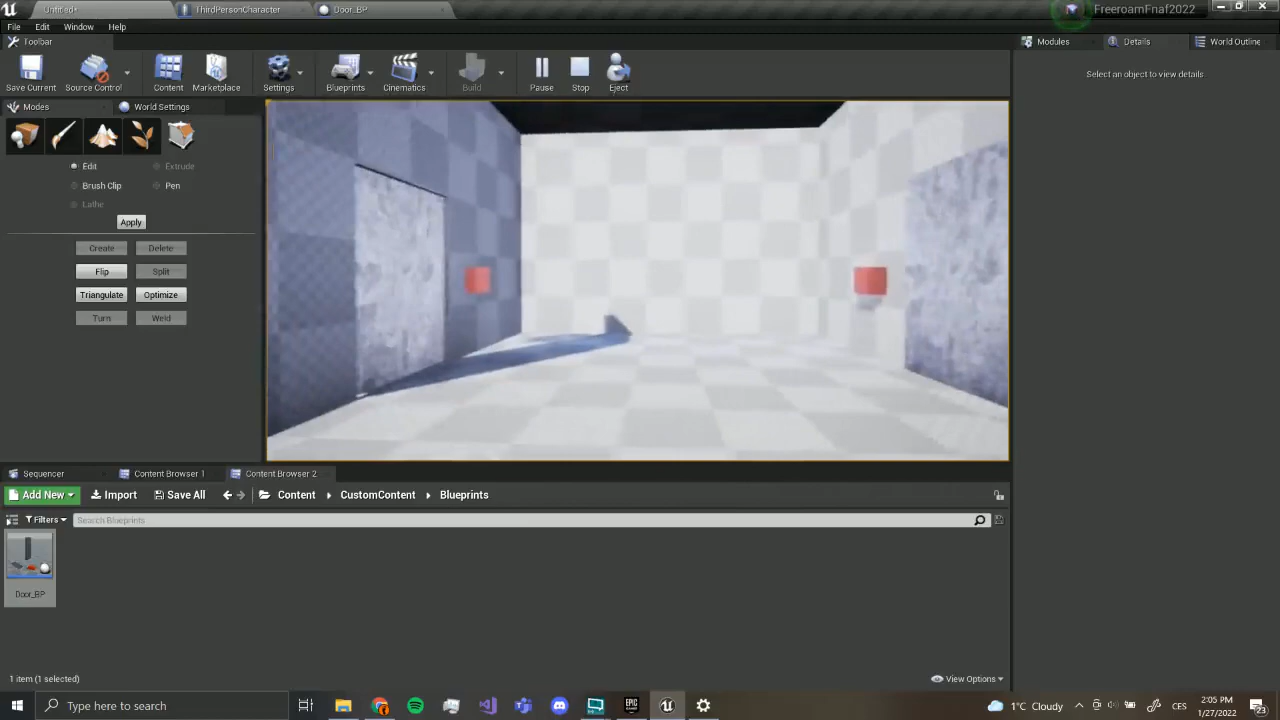 Untitled*
ThirdPersonCharacter
Door_BP
FreeroamFnaf2022
File Edit Window Help
Toolbar
Modules
Details
World Outline
Save Current
Source Control
Content
Marketplace
Settings
Blueprints
Cinematics
Build
Pause
Stop
Eject
Select an object to view details.
Modes
World Settings
Edit
Extrude
Brush Clip
Pen
Lathe
Apply
Create
Delete
Flip
Split
Triangulate
Optimize
Turn
Weld
Sequencer
Content Browser 1
Content Browser 2
Add New
Import
Save All
Content
CustomContent
Blueprints
Filters
Search Blueprints
Door_BP
1 item (1 selected)
View Options
Type here to search
EPIC
1°C Cloudy
CES
2:05 PM
1/27/2022
23